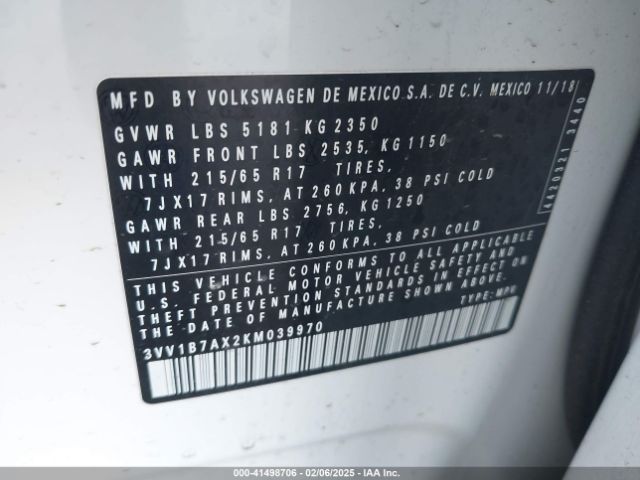 MFD BY VOLKSWAGEN DE MEXICO S.A. DE C.V. MEXICO 11/18
GVWR LBS 5181 KG 2350
GAWR FRONT LBS 2535, KG 1150
WITH 215/65 R17 TIRES,
7JX17 RIMS, AT 260 KPA, 38 PSI COLD
GAWR REAR LBS 2756, KG 1250
WITH 215/65 R17 TIRES,
7JX17 RIMS, AT 260 KPA, 38 PSI COLD
THIS VEHICLE CONFORMS TO ALL APPLICABLE
U.S. FEDERAL MOTOR VEHICLE SAFETY AND
THEFT PREVENTION STANDARDS IN EFFECT ON
THE DATE OF MANUFACTURE SHOWN ABOVE.
TYPE: MPV
3VV1B7AX2KM039970
0420321 3440
000-41498706 - 02/06/2025 - IAA Inc.